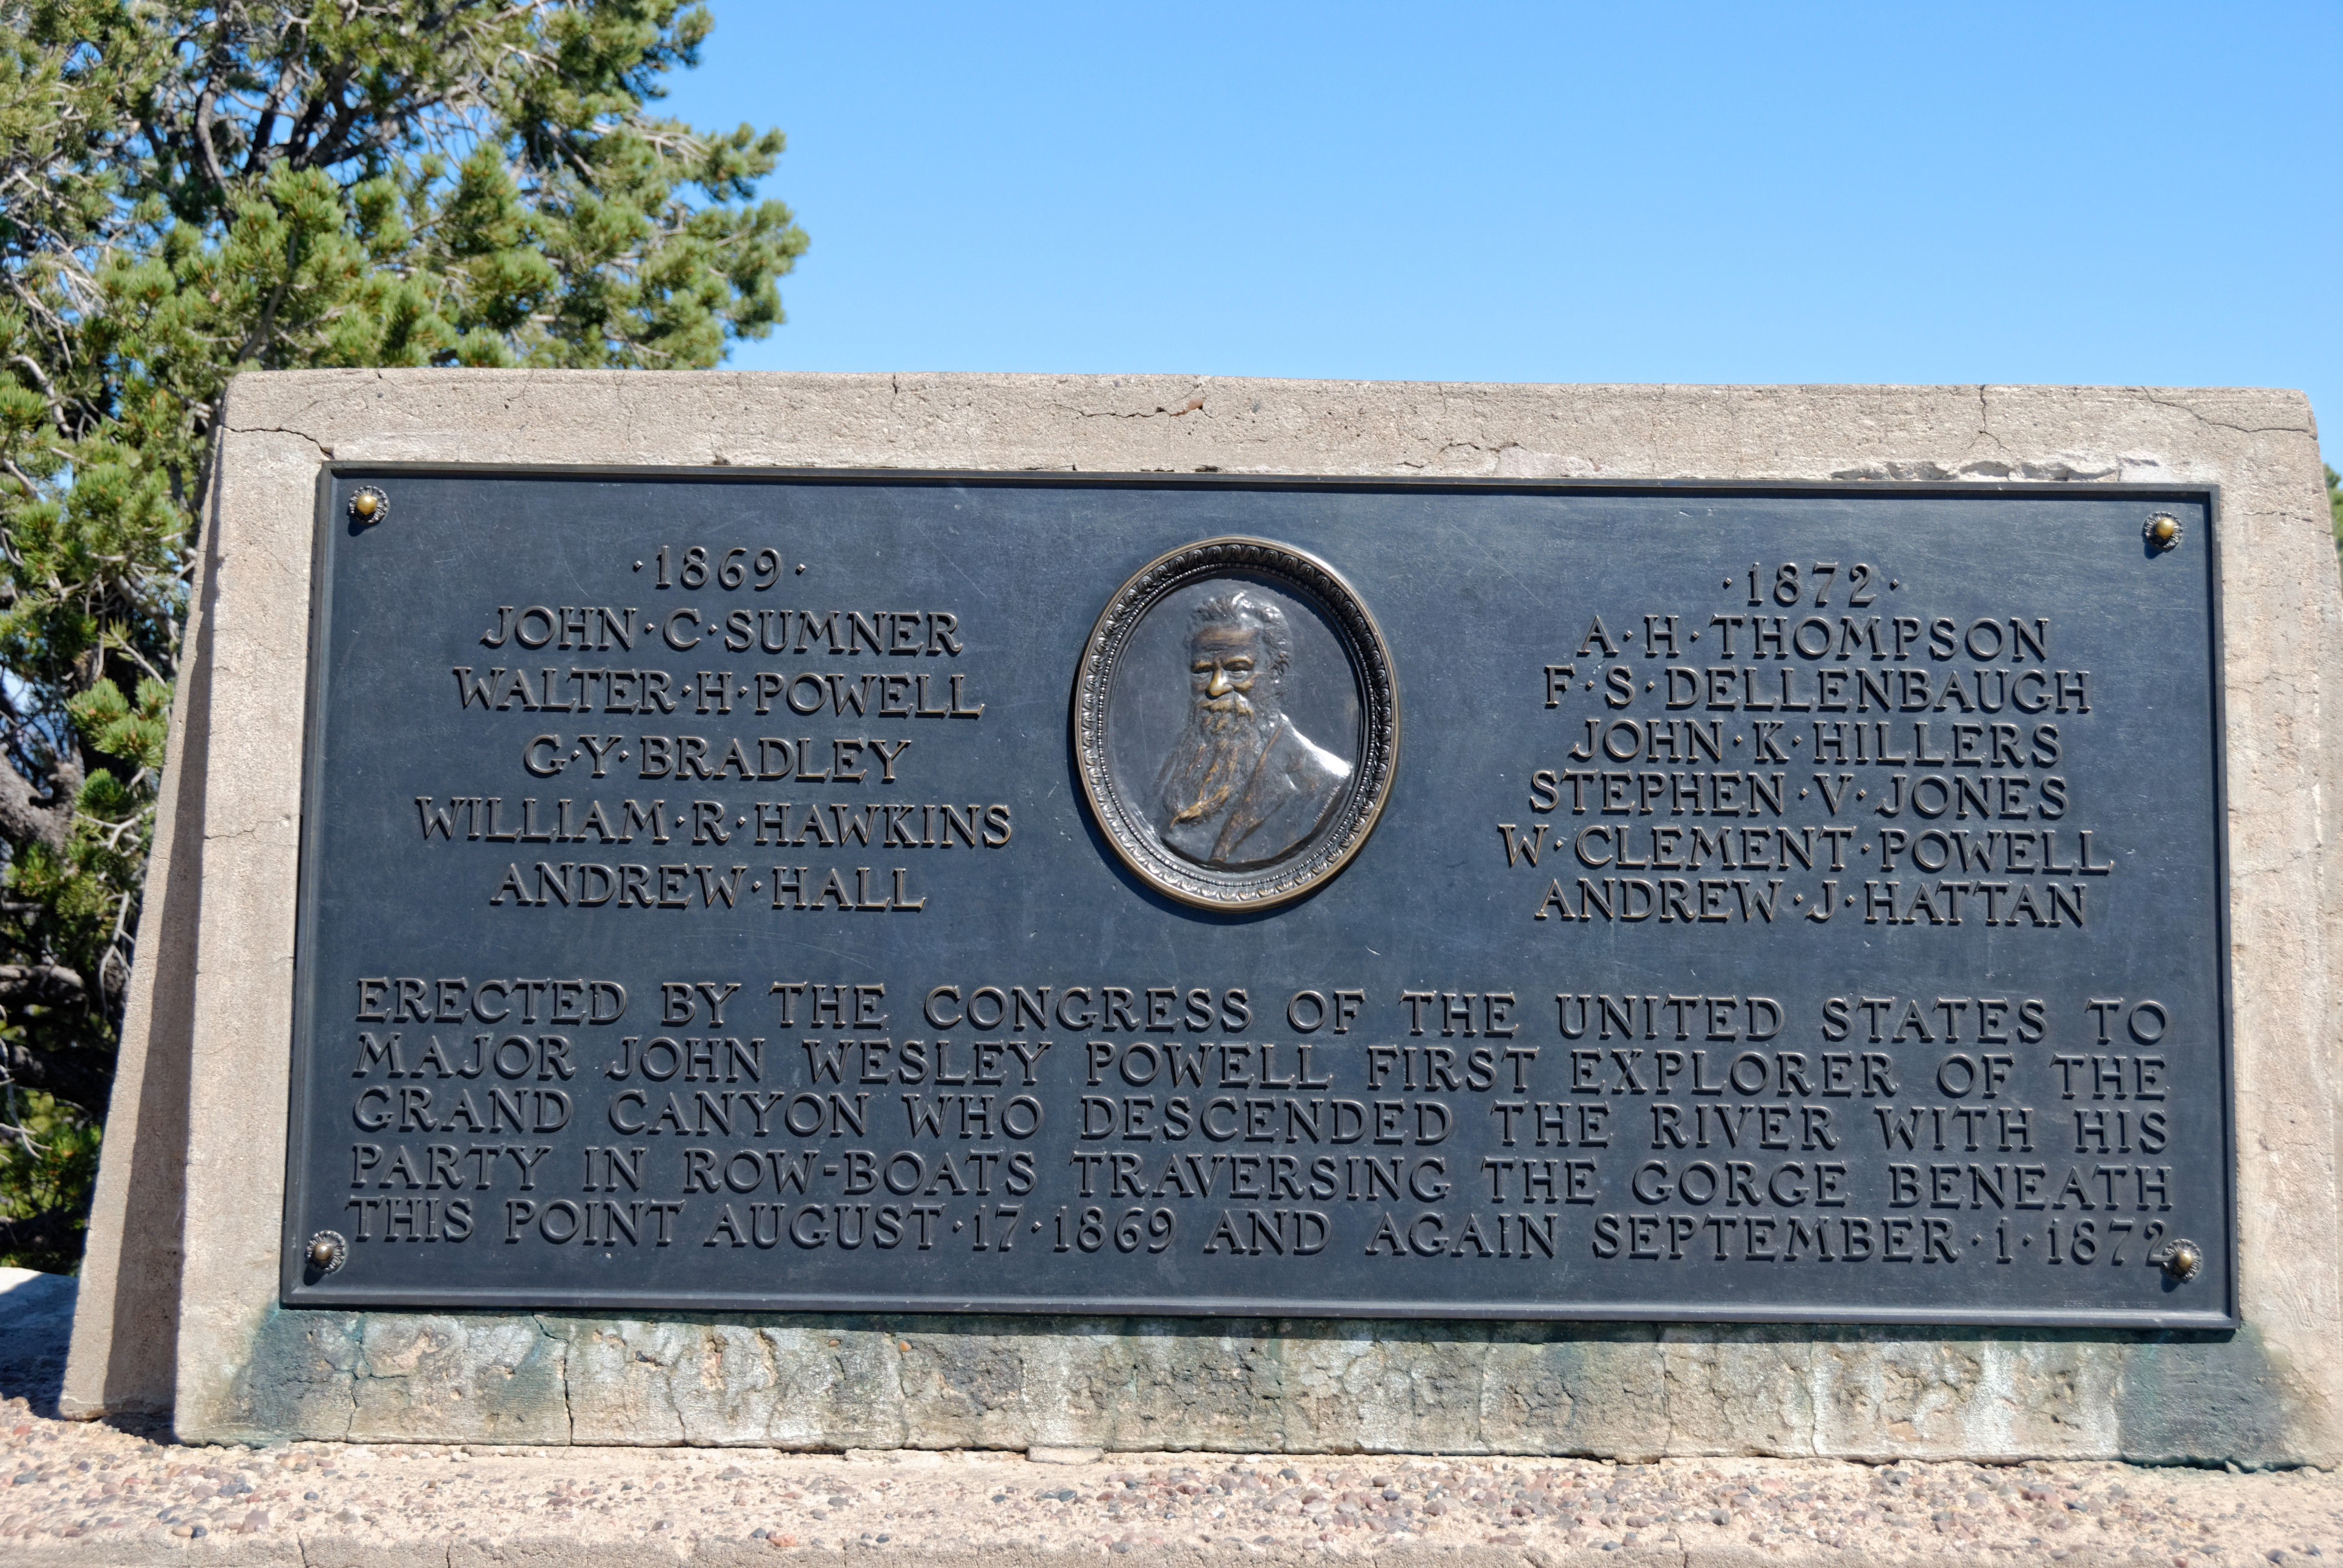 ·1869·
JOHN·C·SUMNER
WALTER·H·POWELL
G·Y·BRADLEY
WILLIAM·R·HAWKINS
ANDREW·HALL
·1872·
A·H·THOMPSON
F·S·DELLENBAUGH
JOHN·K·HILLERS
STEPHEN·V·JONES
W·CLEMENT·POWELL
ANDREW·J·HATTAN
ERECTED BY THE CONGRESS OF THE UNITED STATES TO
MAJOR JOHN WESLEY POWELL FIRST EXPLORER OF THE
GRAND CANYON WHO DESCENDED THE RIVER WITH HIS
PARTY IN ROW-BOATS TRAVERSING THE GORGE BENEATH
THIS POINT AUGUST·17·1869 AND AGAIN SEPTEMBER·1·1872